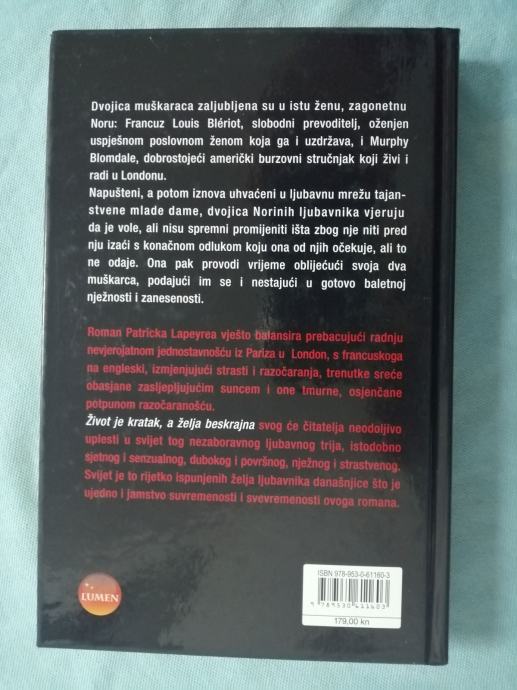 Dvojica muškaraca zaljubljena su u istu ženu, zagonetnu
Noru: Francuz Louis Blériot, slobodni prevoditelj, oženjen
uspješnom poslovnom ženom koja ga i uzdržava, i Murphy
Blomdale, dobrostojeći američki burzovni stručnjak koji živi i
radi u Londonu.
Napušteni, a potom iznova uhvaćeni u ljubavnu mrežu tajan-
stvene mlade dame, dvojica Norinih ljubavnika vjeruju
da je vole, ali nisu spremni promijeniti išta zbog nje niti pred
nju izaći s konačnom odlukom koju ona od njih očekuje, ali to
ne odaje. Ona pak provodi vrijeme oblijećući svoja dva
muškarca, podajući im se i nestajući u gotovo baletnoj
nježnosti i zanesenosti.
Roman Patricka Lapeyrea vješto balansira prebacujući radnju
nevjerojatnom jednostavnošću iz Pariza u London, s francuskoga
na engleski, izmjenjujući strasti i razočaranja, trenutke sreće
obasjane zasljepljujućim suncem i one tmurne, osjenčane
potpunom razočaranošću.
Život je kratak, a želja beskrajna svog će čitatelja neodoljivo
uplesti u svijet tog nezaboravnog ljubavnog trija, istodobno
sjetnog i senzualnog, dubokog i površnog, nježnog i strastvenog.
Svijet je to rijetko ispunjenih želja ljubavnika današnjice što je
ujedno i jamstvo suvremenosti i svevremenosti ovoga romana.
LUMEN
ISBN 978-953-0-61160-3
9 789530 611603
179,00 kn